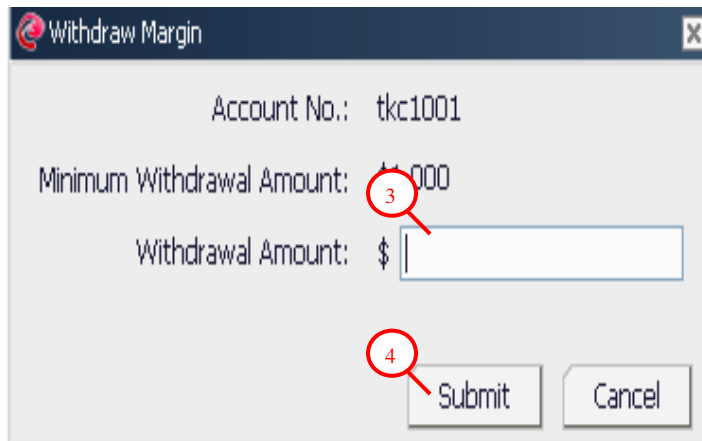 Withdraw Margin
Account No.: tkc1001
Minimum Withdrawal Amount: $1,000
3
Withdrawal Amount: $
4
Submit Cancel